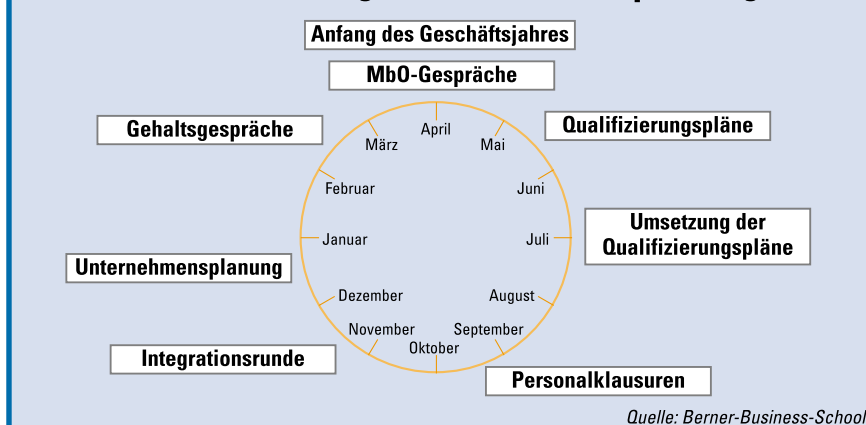 Anfang des Geschäftsjahres
MbO-Gespräche
Gehaltsgespräche
Qualifizierungspläne
April
März
Mai
Februar
Juni
Umsetzung der
Qualifizierungspläne
Januar
Juli
Unternehmensplanung
Dezember
August
November
September
Oktober
Integrationsrunde
Personalklausuren
Quelle: Berner-Business-School